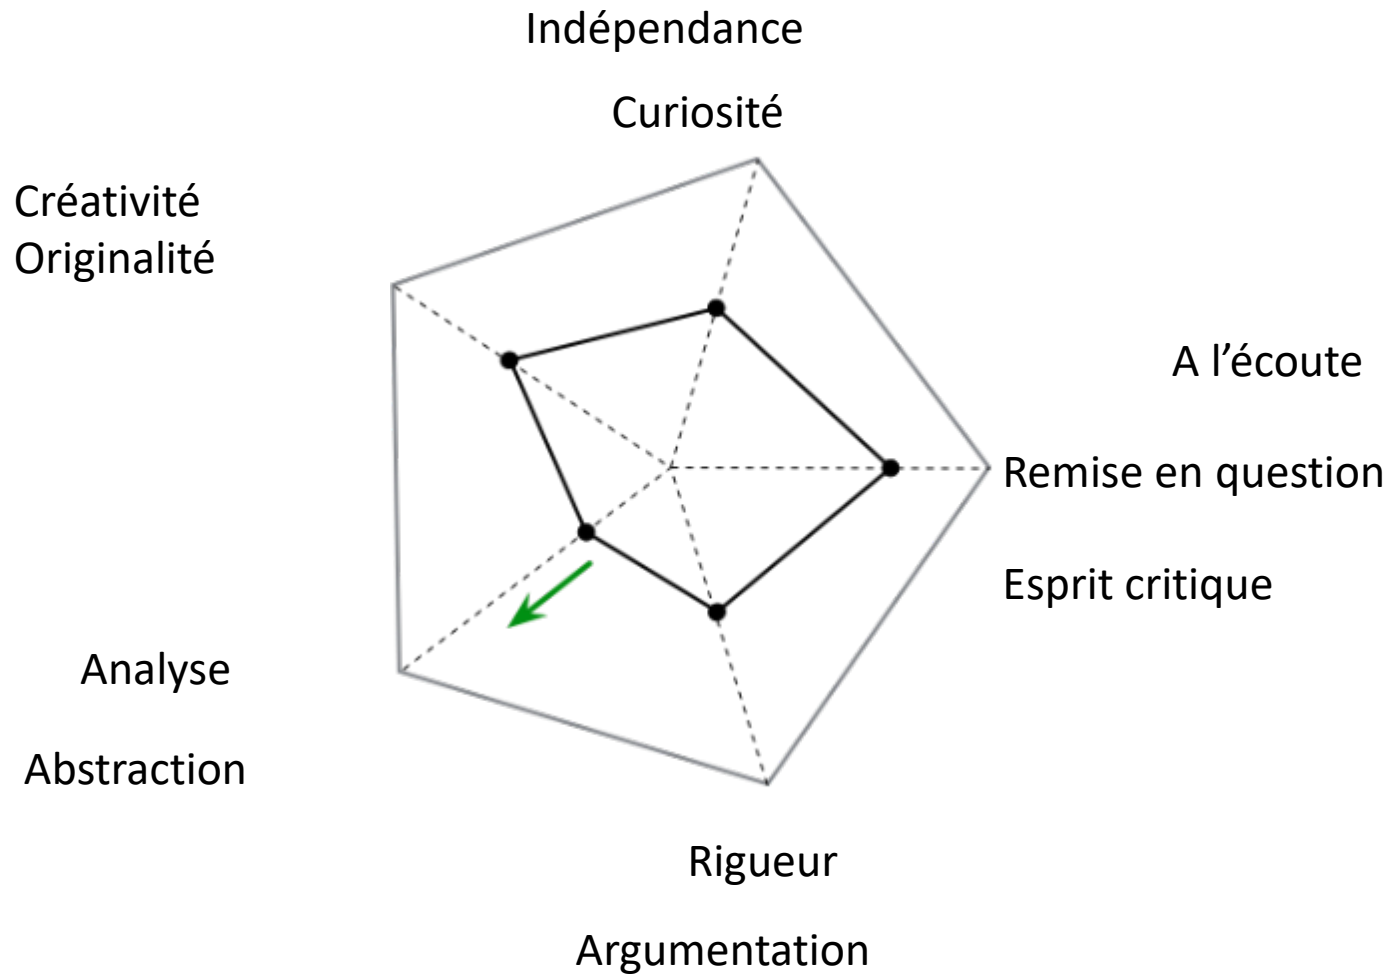 Indépendance
Curiosité
Créativité
Originalité
A l’écoute
Remise en question
Esprit critique
Analyse
Abstraction
Rigueur
Argumentation